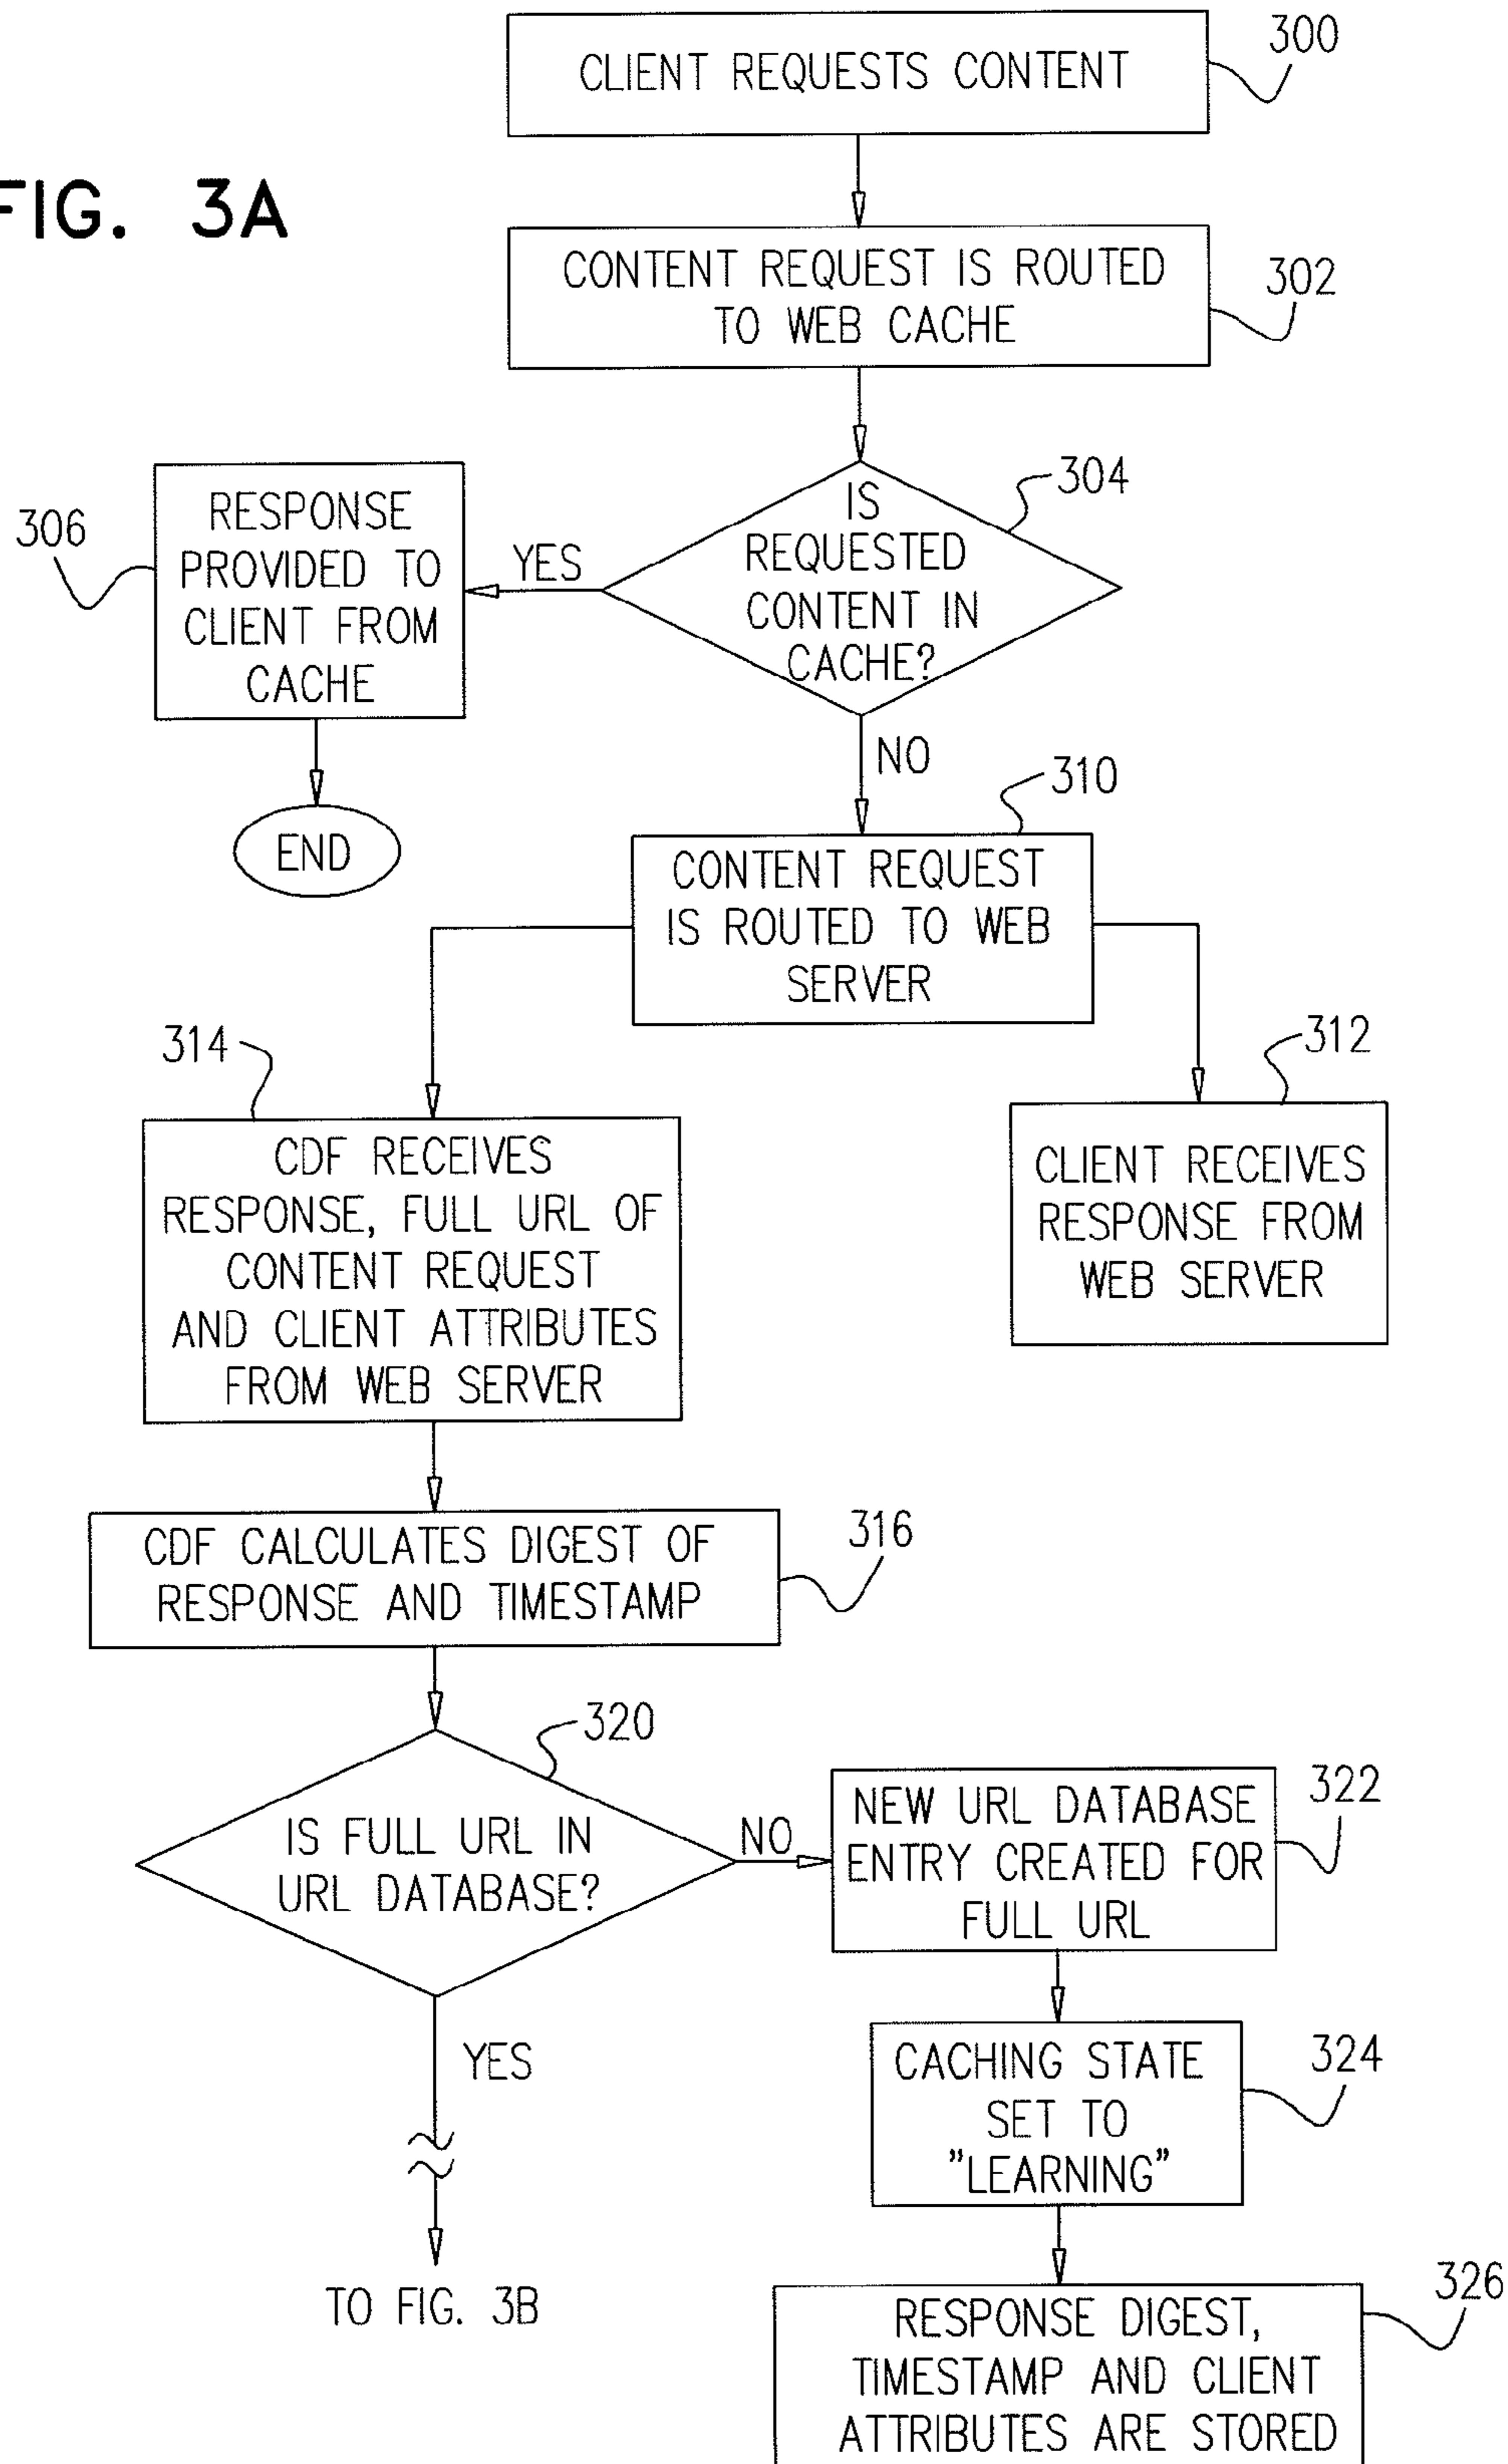 CLIENT REQUESTS CONTENT
300
FIG. 3A
CONTENT REQUEST IS ROUTED
TO WEB CACHE
302
IS
REQUESTED
CONTENT IN
CACHE?
304
YES
RESPONSE
PROVIDED TO
CLIENT FROM
CACHE
306
END
NO
310
CONTENT REQUEST
IS ROUTED TO WEB
SERVER
314
CDF RECEIVES
RESPONSE, FULL URL OF
CONTENT REQUEST
AND CLIENT ATTRIBUTES
FROM WEB SERVER
312
CLIENT RECEIVES
RESPONSE FROM
WEB SERVER
CDF CALCULATES DIGEST OF
RESPONSE AND TIMESTAMP
316
320
IS FULL URL IN
URL DATABASE?
NO
NEW URL DATABASE
ENTRY CREATED FOR
FULL URL
322
YES
CACHING STATE
SET TO
"LEARNING"
324
TO FIG. 3B
RESPONSE DIGEST,
TIMESTAMP AND CLIENT
ATTRIBUTES ARE STORED
326